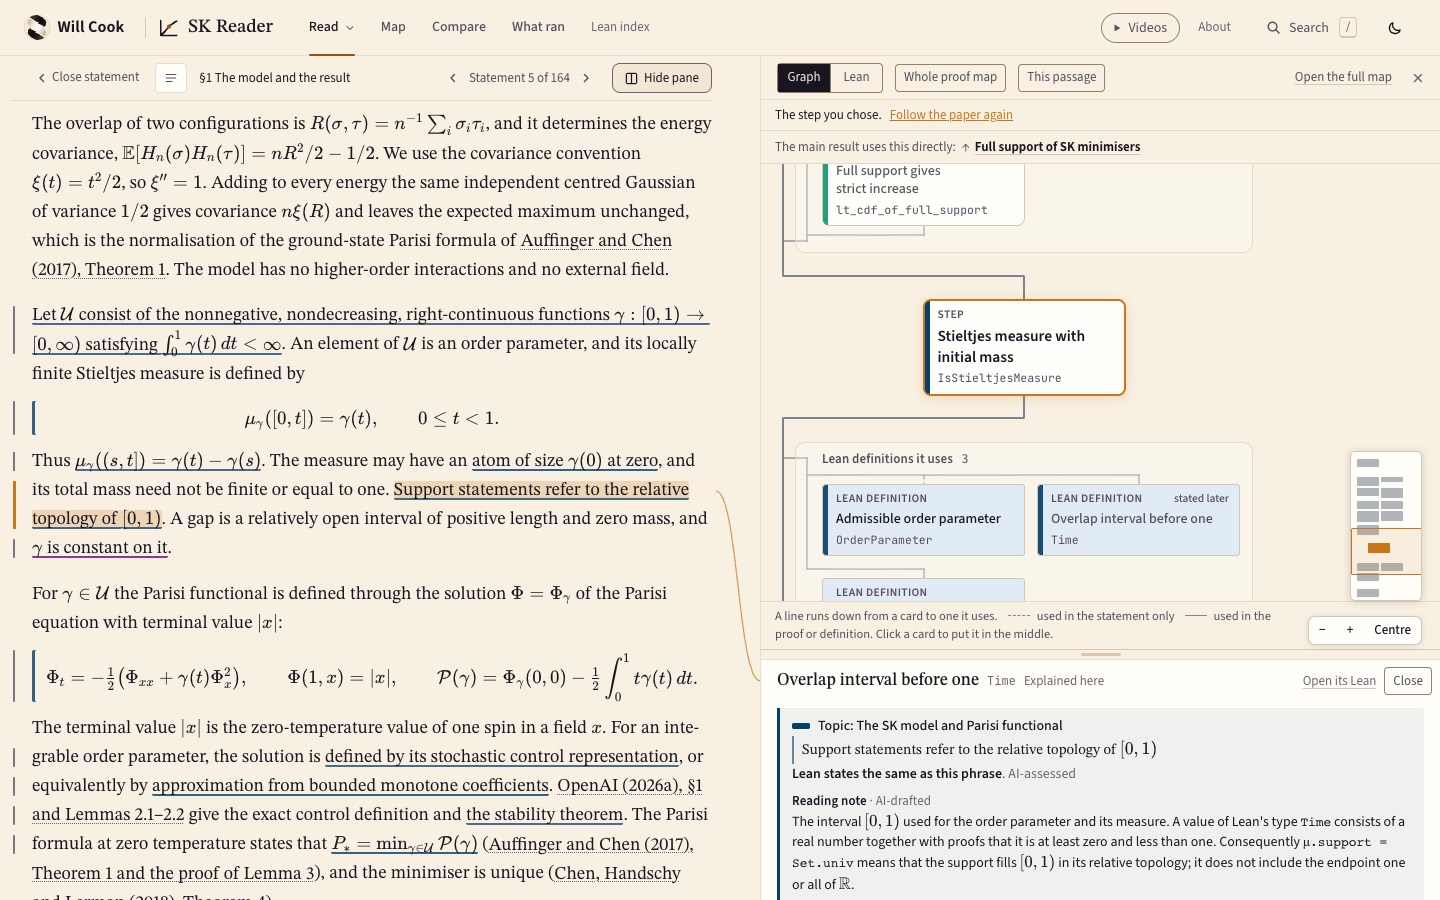 Will Cook
SK Reader
Read
Map
Compare
What ran
Lean index
Videos
About
Search /
Close statement
§1 The model and the result
Statement 5 of 164
Hide pane
The overlap of two configurations is R(σ, τ) = n⁻¹ ∑ᵢ σᵢτᵢ, and it determines the energy
covariance, 𝔼[Hₙ(σ)Hₙ(τ)] = nR²/2 − 1/2. We use the covariance convention
ξ(t) = t²/2, so ξ″ = 1. Adding to every energy the same independent centred Gaussian
of variance 1/2 gives covariance nξ(R) and leaves the expected maximum unchanged,
which is the normalisation of the ground-state Parisi formula of Auffinger and Chen
(2017), Theorem 1. The model has no higher-order interactions and no external field.
Let 𝒰 consist of the nonnegative, nondecreasing, right-continuous functions γ : [0, 1) →
[0, ∞) satisfying ∫₀¹ γ(t) dt < ∞. An element of 𝒰 is an order parameter, and its locally
finite Stieltjes measure is defined by
μᵧ([0, t]) = γ(t), 0 ≤ t < 1.
Thus μᵧ((s, t]) = γ(t) − γ(s). The measure may have an atom of size γ(0) at zero, and
its total mass need not be finite or equal to one. Support statements refer to the relative
topology of [0, 1). A gap is a relatively open interval of positive length and zero mass, and
γ is constant on it.
For γ ∈ 𝒰 the Parisi functional is defined through the solution Φ = Φᵧ of the Parisi
equation with terminal value |x|:
Φₜ = −½(Φₓₓ + γ(t)Φₓ²), Φ(1, x) = |x|, 𝒫(γ) = Φᵧ(0, 0) − ½ ∫₀¹ tγ(t) dt.
The terminal value |x| is the zero-temperature value of one spin in a field x. For an inte-
grable order parameter, the solution is defined by its stochastic control representation, or
equivalently by approximation from bounded monotone coefficients. OpenAI (2026a), §1
and Lemmas 2.1–2.2 give the exact control definition and the stability theorem. The Parisi
formula at zero temperature states that P∗ = min_{γ∈𝒰} 𝒫(γ) (Auffinger and Chen (2017),
Theorem 1 and the proof of Lemma 3), and the minimiser is unique (Chen, Handschy
and Lerman (2018), Theorem 4).
Graph
Lean
Whole proof map
This passage
Open the full map
The step you chose. Follow the paper again
The main result uses this directly: ↑ Full support of SK minimisers
Full support gives
strict increase
lt_cdf_of_full_support
STEP
Stieltjes measure with
initial mass
IsStieltjesMeasure
Lean definitions it uses 3
LEAN DEFINITION
Admissible order parameter
OrderParameter
LEAN DEFINITION stated later
Overlap interval before one
Time
LEAN DEFINITION
A line runs down from a card to one it uses. used in the statement only used in the
proof or definition. Click a card to put it in the middle.
− + Centre
Overlap interval before one Time Explained here
Open its Lean
Close
Topic: The SK model and Parisi functional
Support statements refer to the relative topology of [0, 1)
Lean states the same as this phrase. AI-assessed
Reading note · AI-drafted
The interval [0, 1) used for the order parameter and its measure. A value of Lean's type Time consists of a
real number together with proofs that it is at least zero and less than one. Consequently μ.support =
Set.univ means that the support fills [0, 1) in its relative topology; it does not include the endpoint one
or all of ℝ.